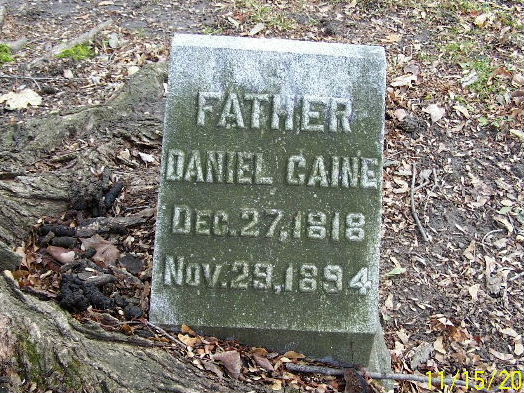 FATHER
DANIEL CAINE
DEC. 27, 1818
NOV. 29, 1894
11/15/20